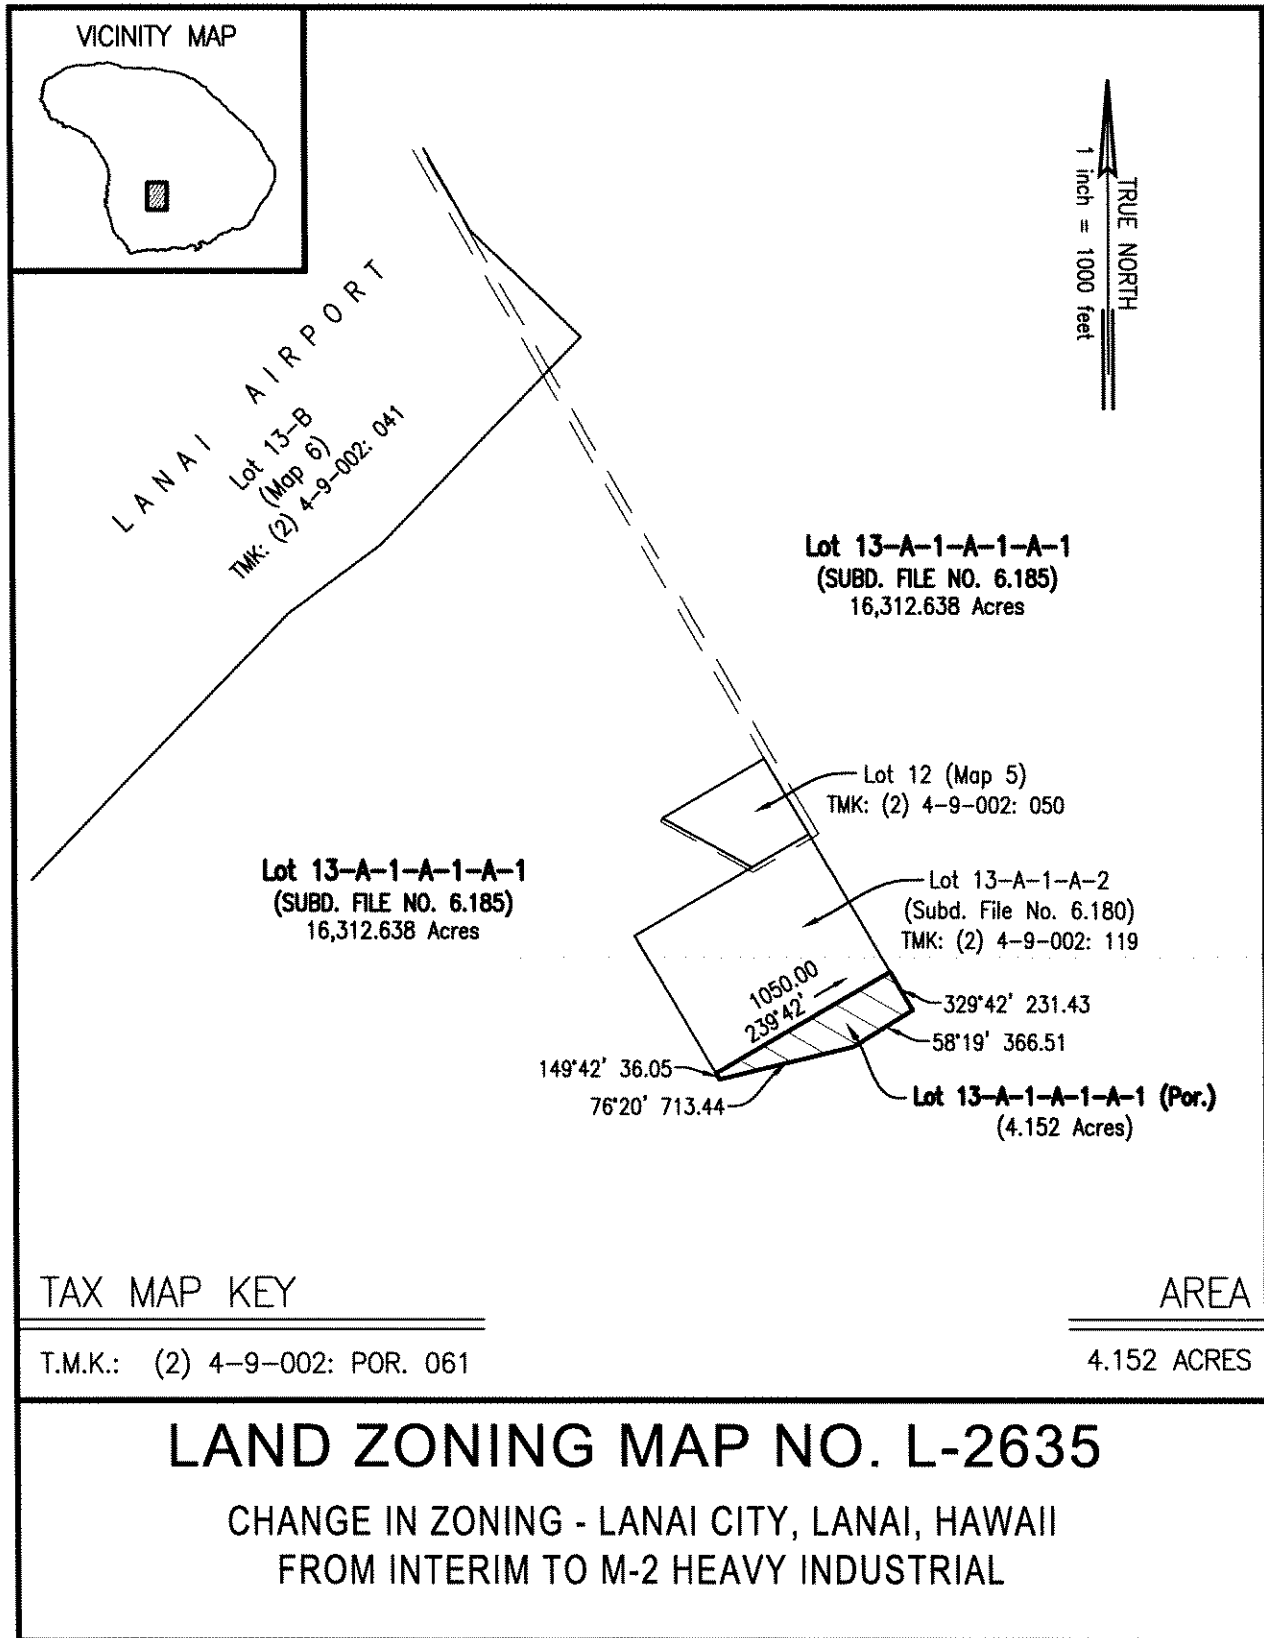 VICINITY MAP
TRUE NORTH
1 inch = 1000 feet
LANAI AIRPORT
Lot 13-B
(Map 6)
TMK: (2) 4-9-002: 041
Lot 13-A-1-A-1-A-1
(SUBD. FILE NO. 6.185)
16,312.638 Acres
Lot 12 (Map 5)
TMK: (2) 4-9-002: 050
Lot 13-A-1-A-1-A-1
(SUBD. FILE NO. 6.185)
16,312.638 Acres
Lot 13-A-1-A-2
(Subd. File No. 6.180)
TMK: (2) 4-9-002: 119
1050.00
239°42'
329°42' 231.43
58°19' 366.51
149°42' 36.05
76°20' 713.44
Lot 13-A-1-A-1-A-1 (Por.)
(4.152 Acres)
TAX MAP KEY
AREA
T.M.K.: (2) 4-9-002: POR. 061
4.152 ACRES
LAND ZONING MAP NO. L-2635
CHANGE IN ZONING - LANAI CITY, LANAI, HAWAII
FROM INTERIM TO M-2 HEAVY INDUSTRIAL